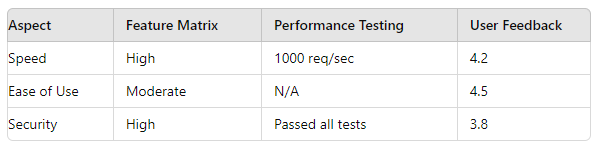 Aspect Feature Matrix Performance Testing User Feedback
Speed High 1000 req/sec 4.2
Ease of Use Moderate N/A 4.5
Security High Passed all tests 3.8